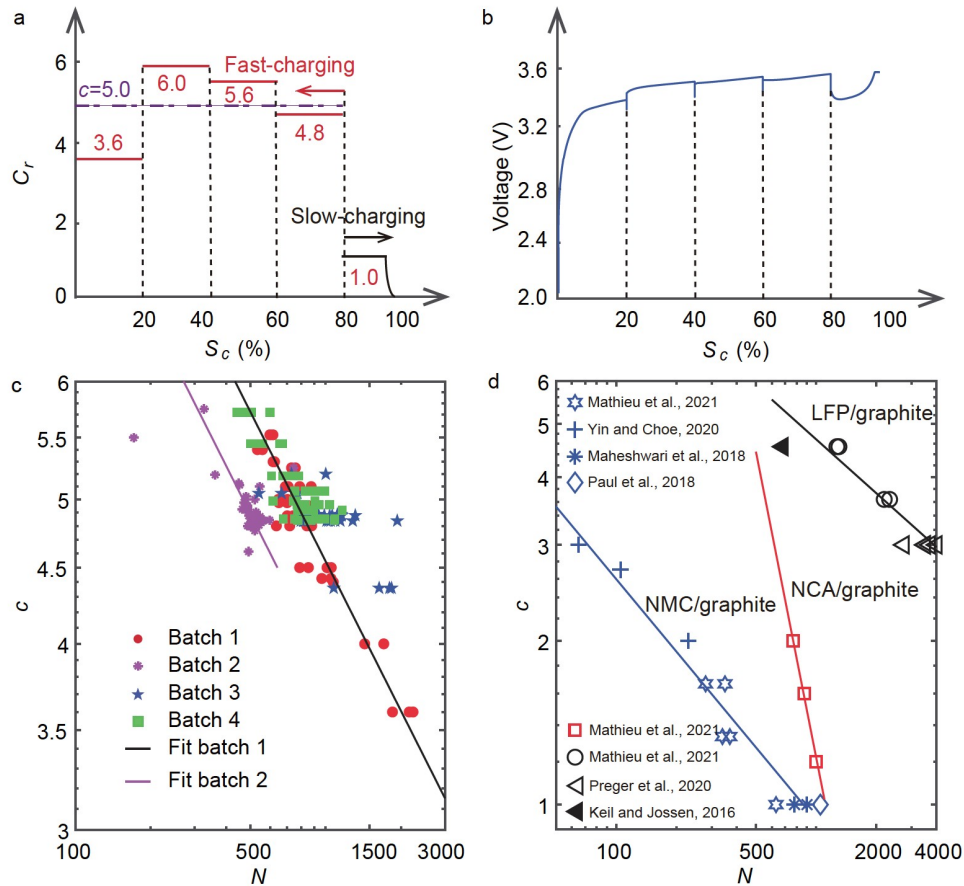 a
6
4
2
0
C_r
c=5.0
3.6
6.0
5.6
4.8
1.0
Fast-charging
Slow-charging
20 40 60 80 100
S_c (%)
b
3.6
3.2
2.8
2.4
2.0
Voltage (V)
20 40 60 80 100
S_c (%)
c
6
5.5
5
4.5
4
3.5
3
c
Batch 1
Batch 2
Batch 3
Batch 4
Fit batch 1
Fit batch 2
100 500 1500 3000
N
d
6
5
4
3
2
1
c
Mathieu et al., 2021
Yin and Choe, 2020
Maheshwari et al., 2018
Paul et al., 2018
LFP/graphite
NMC/graphite
NCA/graphite
Mathieu et al., 2021
Mathieu et al., 2021
Preger et al., 2020
Keil and Jossen, 2016
100 500 2000 4000
N